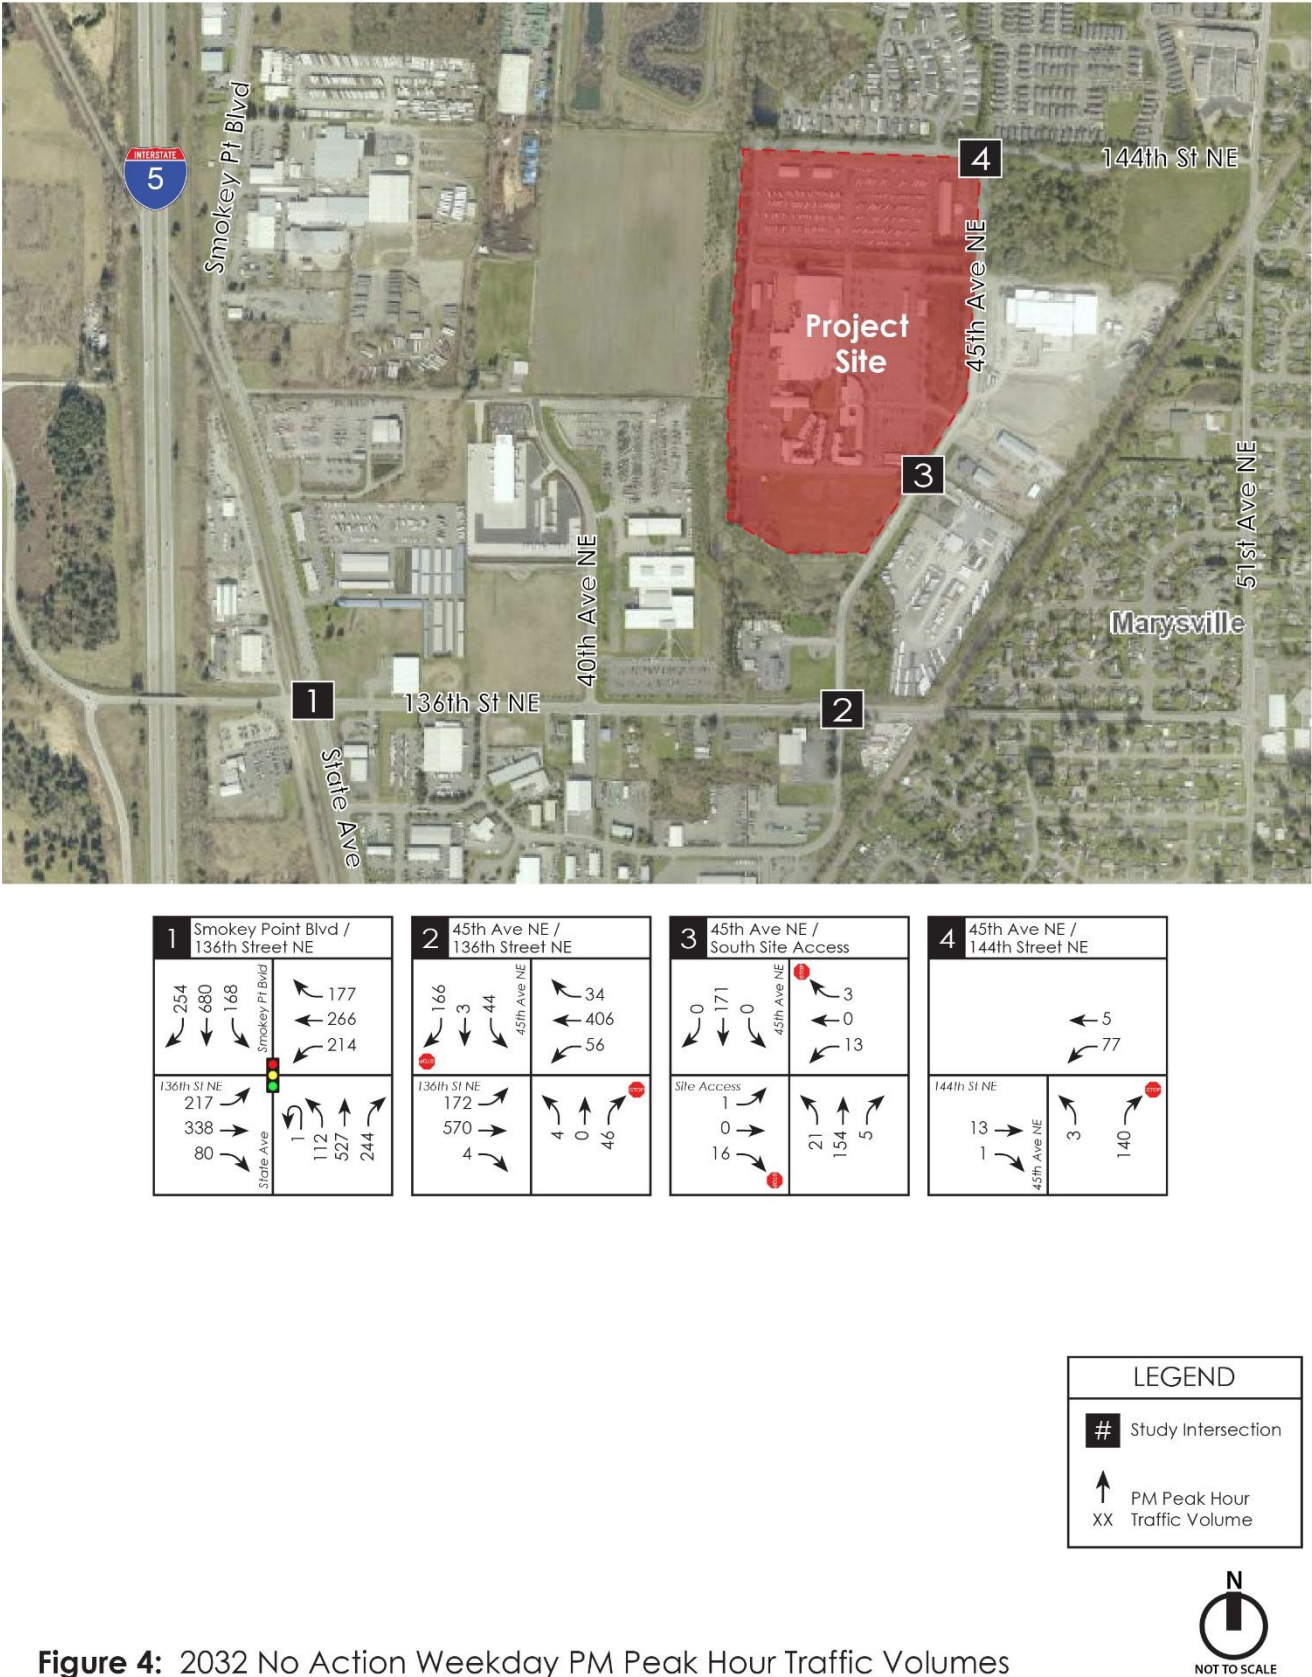 INTERSTATE
5
Smokey Pt Blvd
4
144th St NE
45th Ave NE
Project
Site
3
51st Ave NE
40th Ave NE
Marysville
1
136th St NE
2
State Ave
1
Smokey Point Blvd /
136th Street NE
254
680
168
Smokey Pt Bvld
177
266
214
136th St NE
217
338
80
State Ave
1
112
527
244
2
45th Ave NE /
136th Street NE
166
3
44
45th Ave NE
34
406
56
STOP
136th St NE
172
570
4
4
0
46
STOP
3
45th Ave NE /
South Site Access
0
171
0
45th Ave NE
STOP
3
0
13
Site Access
1
0
16
STOP
21
154
5
4
45th Ave NE /
144th Street NE
5
77
144th St NE
13
1
45th Ave NE
3
140
STOP
LEGEND
# Study Intersection
PM Peak Hour
XX Traffic Volume
N
NOT TO SCALE
Figure 4: 2032 No Action Weekday PM Peak Hour Traffic Volumes